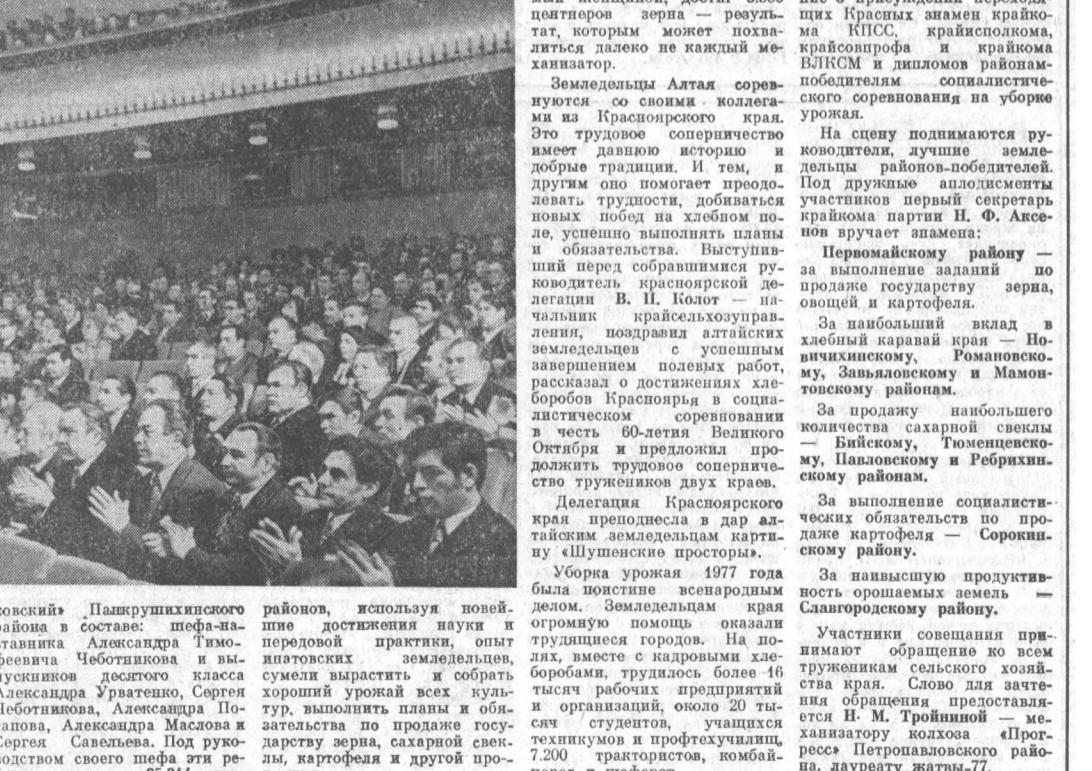 ковский» Панкрушихинского
района в составе: шефа-на-
ставника Александра Тимо-
феевича Чеботникова и вы-
пускников десятого класса
Александра Урватенко, Сергея
Чеботникова, Александра По-
тапова, Александра Маслова и
Сергея Савельева. Под руко-
водством своего шефа эти ре-
районов, используя новей-
шие достижения науки и
передовой практики, опыт
ипатовских земледельцев,
сумели вырастить и собрать
хороший урожай всех куль-
тур, выполнить планы и обя-
зательства по продаже госу-
дарству зерна, сахарной свек-
лы, картофеля и другой про-
центнеров зерна — резуль-
тат, которым может похва-
литься далеко не каждый ме-
ханизатор.
Земледельцы Алтая сорев-
нуются со своими коллега-
ми из Красноярского края.
Это трудовое соперничество
имеет давнюю историю и
добрые традиции. И тем, и
другим оно помогает преодо-
левать трудности, добиваться
новых побед на хлебном по-
ле, успешно выполнять планы
и обязательства. Выступив-
ший перед собравшимися ру-
ководитель красноярской де-
легации В. П. Колот — на-
чальник крайсельхозуправ-
ления, поздравил алтайских
земледельцев с успешным
завершением полевых работ,
рассказал о достижениях хле-
боробов Красноярья в социа-
листическом соревновании
в честь 60-летия Великого
Октября и предложил про-
должить трудовое соперниче-
ство тружеников двух краев.
Делегация Красноярского
края преподнесла в дар ал-
тайским земледельцам карти-
ну «Шушенские просторы».
Уборка урожая 1977 года
была поистине всенародным
делом. Земледельцам края
огромную помощь оказали
трудящиеся городов. На по-
лях, вместе с кадровыми хле-
боробами, трудилось более 16
тысяч рабочих предприятий
и организаций, около 20 ты-
сяч студентов, учащихся
техникумов и профтехучилищ,
7.200 трактористов, комбай-
щих Красных знамен крайко-
ма КПСС, крайисполкома,
крайсовпрофа и крайкома
ВЛКСМ и дипломов районам-
победителям социалистиче-
ского соревнования на уборке
урожая.
На сцену поднимаются ру-
ководители, лучшие земле-
дельцы районов-победителей.
Под дружные аплодисменты
участников первый секретарь
крайкома партии Н. Ф. Аксе-
нов вручает знамена:
Первомайскому району —
за выполнение заданий по
продаже государству зерна,
овощей и картофеля.
За наибольший вклад в
хлебный каравай края — Но-
вичихинскому, Романовско-
му, Завьяловскому и Мамон-
товскому районам.
За продажу наибольшего
количества сахарной свеклы
— Бийскому, Тюменцевско-
му, Павловскому и Ребрихин-
скому районам.
За выполнение социалисти-
ческих обязательств по про-
даже картофеля — Сорокин-
скому району.
За наивысшую продуктив-
ность орошаемых земель —
Славгородскому району.
Участники совещания при-
нимают обращение ко всем
труженикам сельского хозяй-
ства края. Слово для зачте-
ния обращения предоставля-
ется Н. М. Тройниной — ме-
ханизатору колхоза «Прог-
ресс» Петропавловского райо-
на, лауреату жатвы-77.